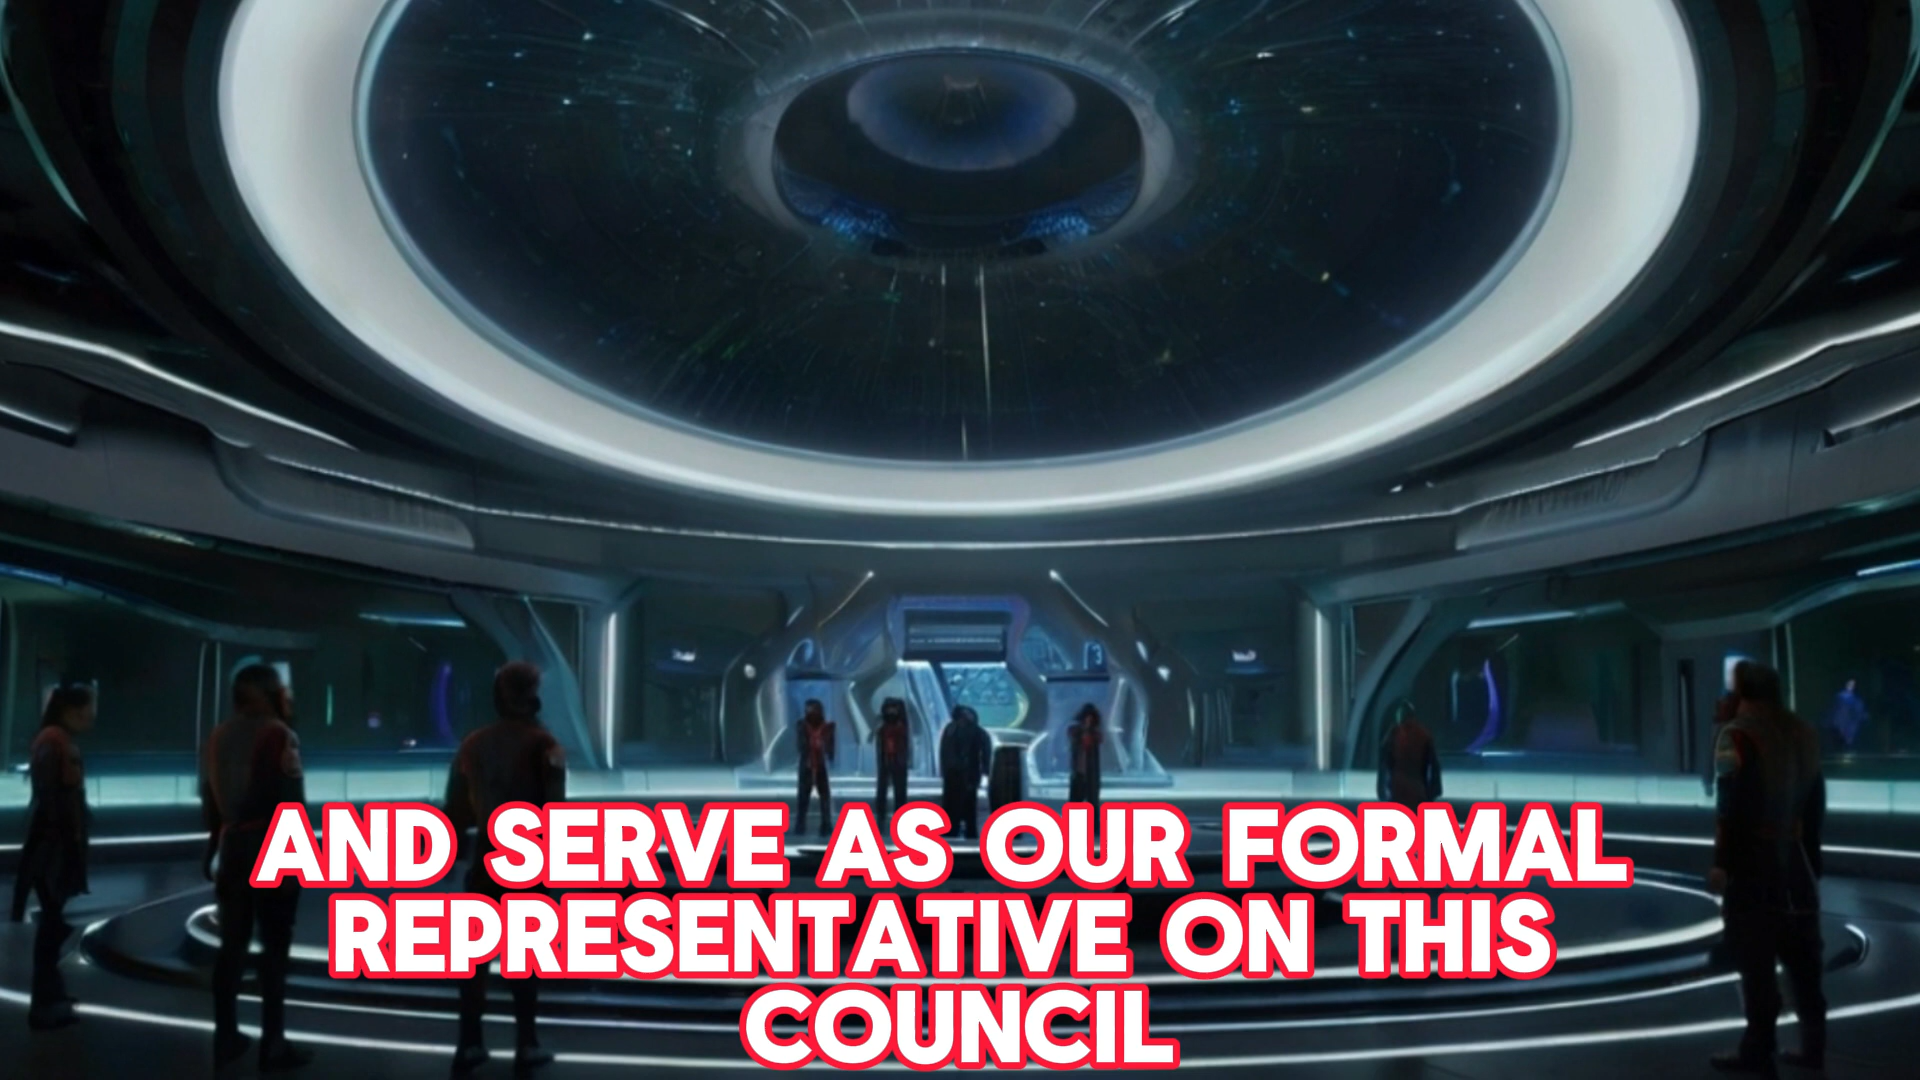 AND SERVE AS OUR FORMAL
REPRESENTATIVE ON THIS
COUNCIL